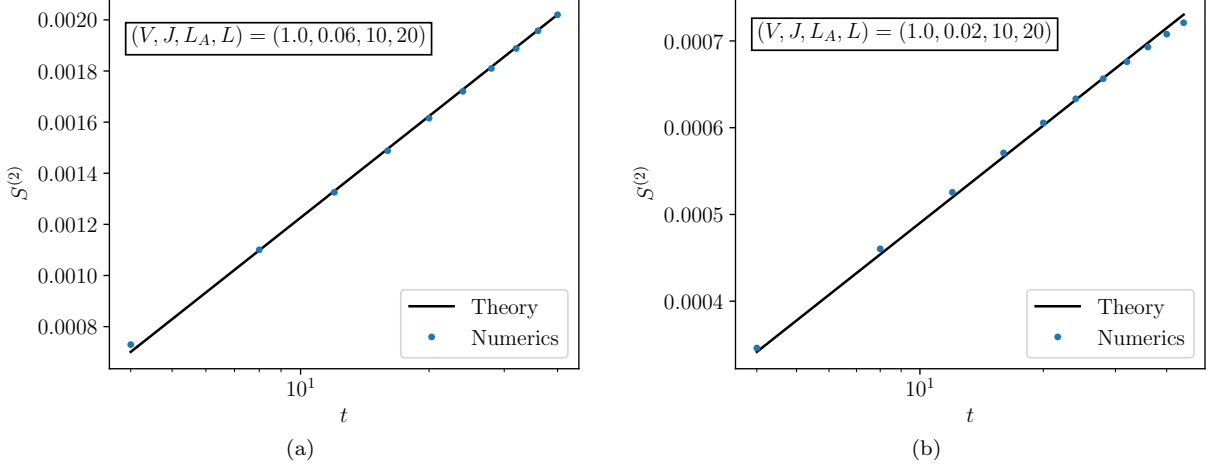 (V, J, L_A, L) = (1.0, 0.06, 10, 20)
0.0020
0.0018
0.0016
0.0014
0.0012
0.0010
0.0008
S^{(2)}
Theory
Numerics
10^1
t
(a)
(V, J, L_A, L) = (1.0, 0.02, 10, 20)
0.0007
0.0006
0.0005
0.0004
S^{(2)}
Theory
Numerics
10^1
t
(b)